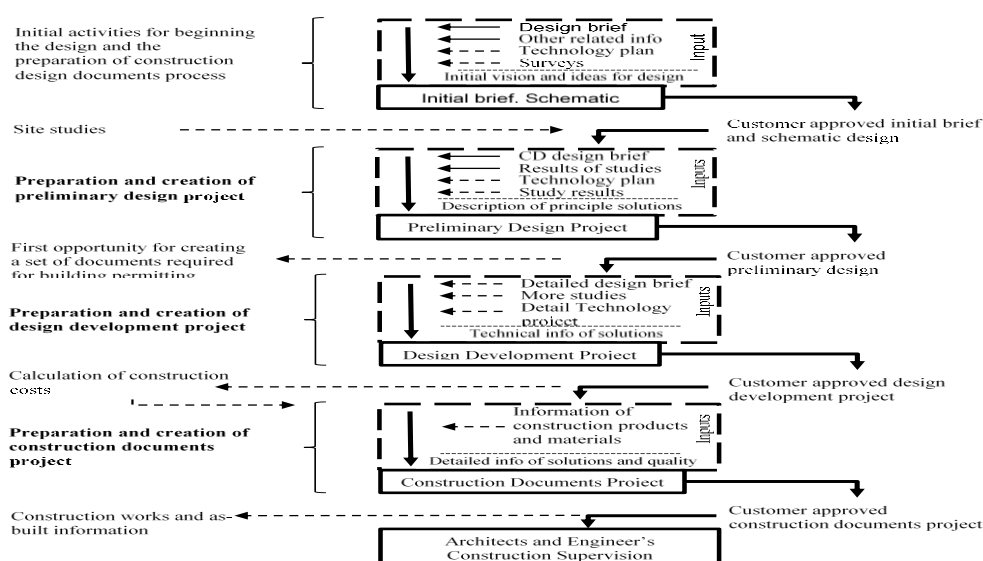 Initial activities for beginning
the design and the
preparation of construction
design documents process
Design brief
Other related info
Technology plan
Surveys
Input
Initial vision and ideas for design
Initial brief. Schematic
Site studies
Customer approved initial brief
and schematic design
Preparation and creation of
preliminary design project
CD design brief
Results of studies
Technology plan
Study results
Inputs
Description of principle solutions
Preliminary Design Project
First opportunity for creating
a set of documents required
for building permitting
Customer approved
preliminary design
Preparation and creation of
design development project
Detailed design brief
More studies
Detail Technology
project
Inputs
Technical info of solutions
Design Development Project
Calculation of construction
costs
Customer approved design
development project
Preparation and creation of
construction documents
project
Information of
construction products
and materials
Inputs
Detailed info of solutions and quality
Construction Documents Project
Construction works and as-
built information
Customer approved
construction documents project
Architects and Engineer's
Construction Supervision